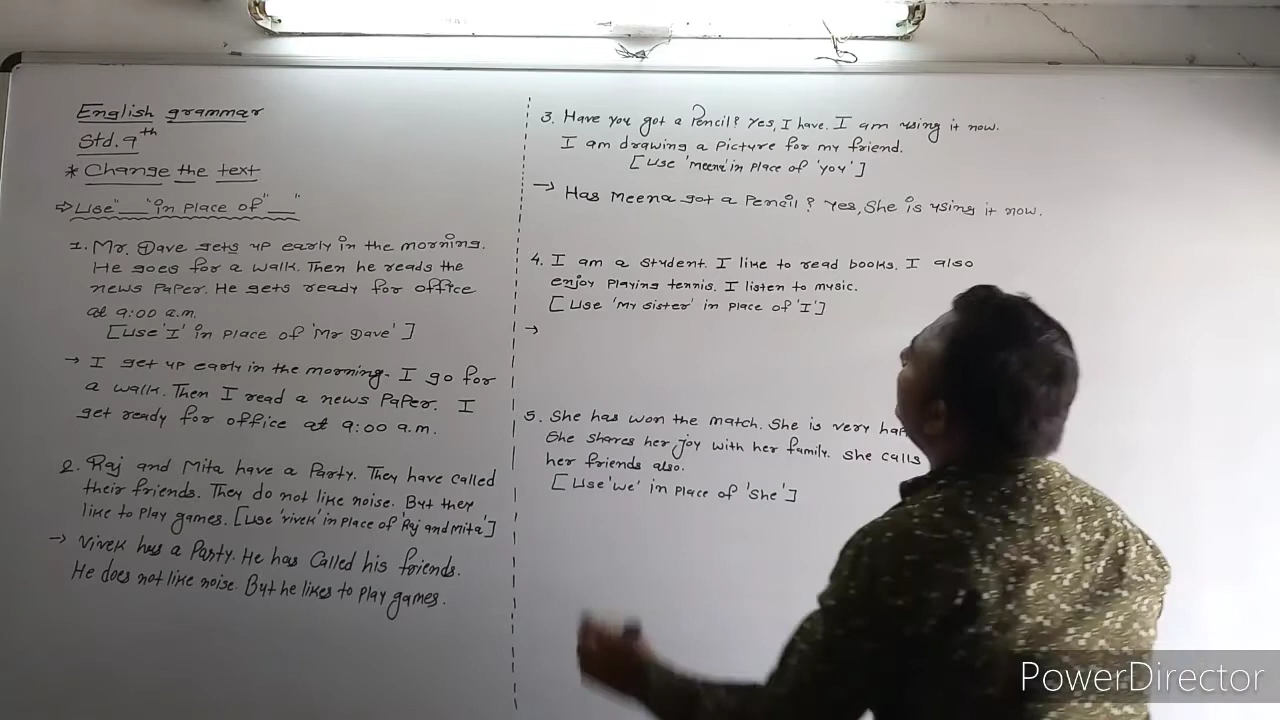 English grammar
Std. 9th
* Change the text
⇒ Use "___" in place of "___"
1. Mr. Dave gets up early in the morning.
He goes for a walk. Then he reads the
news paper. He gets ready for office
at 9:00 a.m.
[Use 'I' in place of 'Mr Dave']
→ I get up early in the morning. I go for
a walk. Then I read a news paper. I
get ready for office at 9:00 a.m.
2. Raj and Mita have a party. They have called
their friends. They do not like noise. But they
like to play games. [Use 'vivek' in place of 'Raj and Mita']
→ Vivek has a party. He has called his friends.
He does not like noise. But he likes to play games.
3. Have you got a pencil? Yes, I have. I am using it now.
I am drawing a picture for my friend.
[Use 'meena' in place of 'you']
→ Has Meena got a pencil? Yes, She is using it now.
4. I am a student. I like to read books. I also
enjoy playing tennis. I listen to music.
[Use 'my sister' in place of 'I']
→
5. She has won the match. She is very
She shares her joy with her family. She calls
her friends also.
[Use 'we' in place of 'she']
PowerDirector